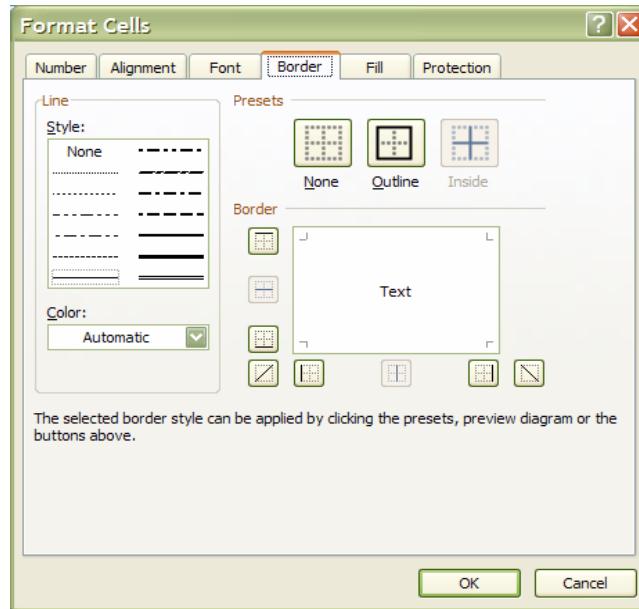 Format Cells
Number Alignment Font Border Fill Protection
Line
Style:
None
Color:
Automatic
Presets
None Outline Inside
Border
Text
The selected border style can be applied by clicking the presets, preview diagram or the
buttons above.
OK Cancel